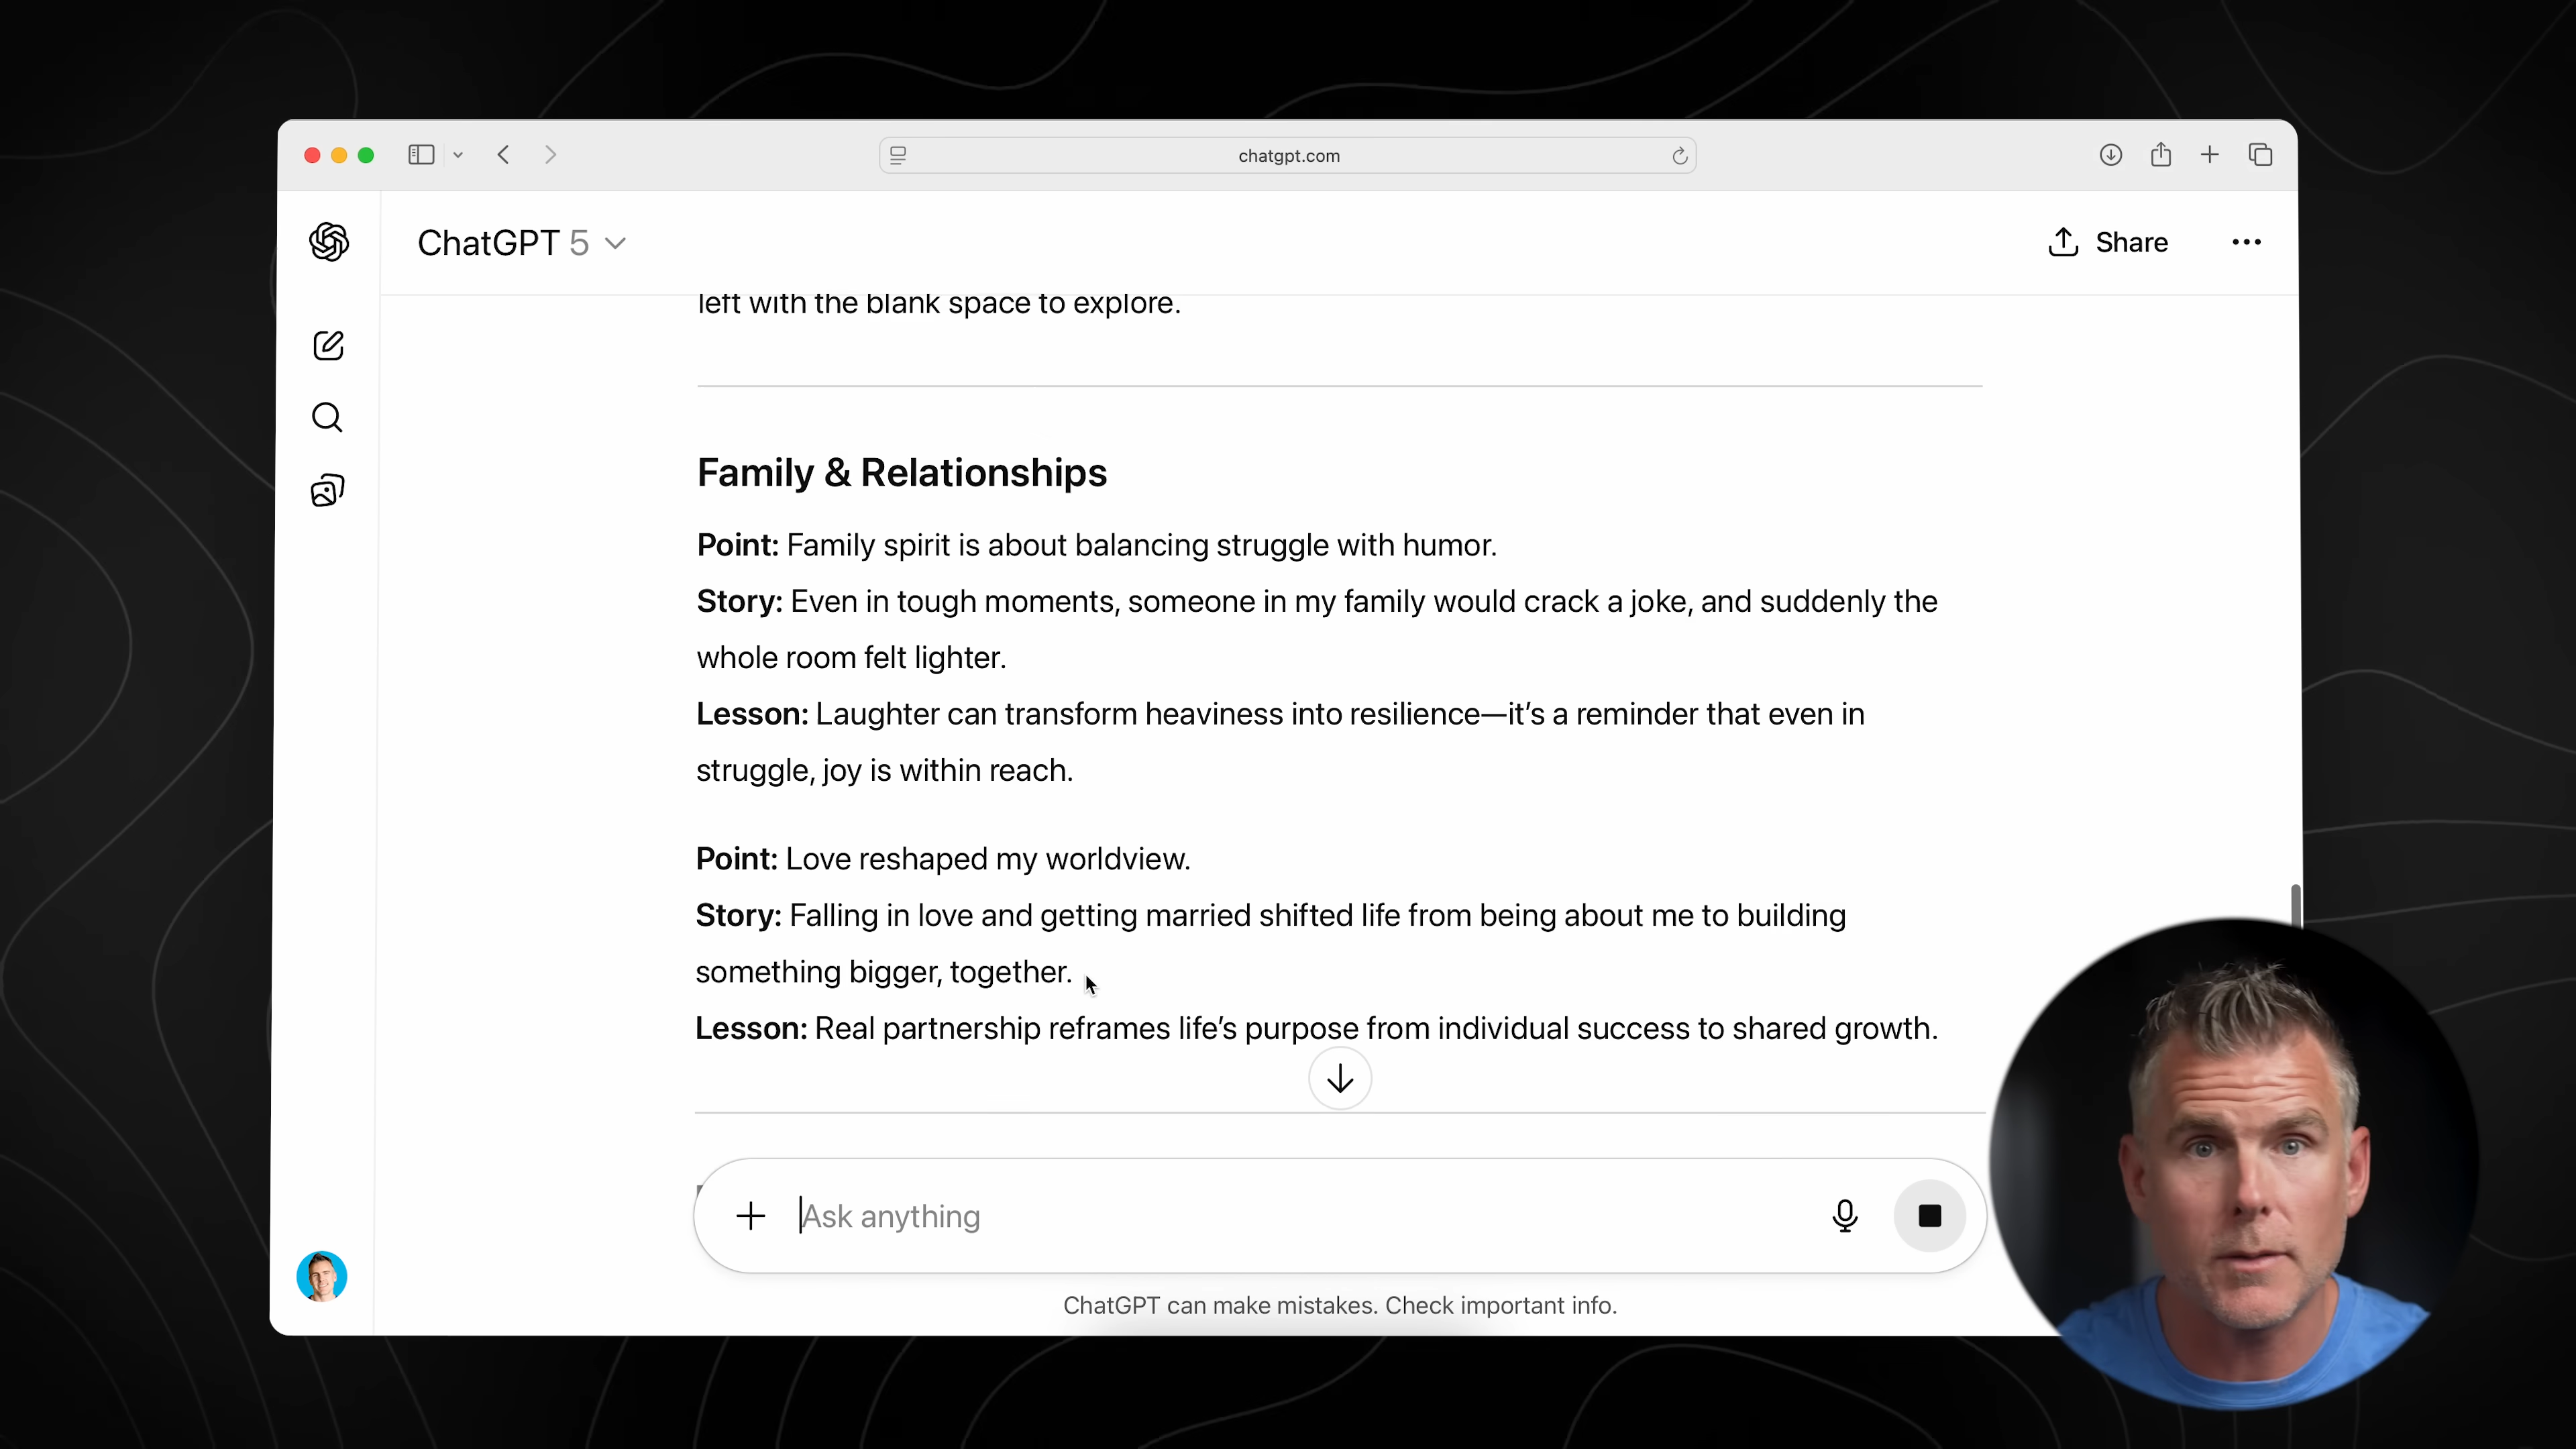 chatgpt.com
ChatGPT 5
Share
left with the blank space to explore.
Family & Relationships
Point: Family spirit is about balancing struggle with humor.
Story: Even in tough moments, someone in my family would crack a joke, and suddenly the
whole room felt lighter.
Lesson: Laughter can transform heaviness into resilience—it’s a reminder that even in
struggle, joy is within reach.
Point: Love reshaped my worldview.
Story: Falling in love and getting married shifted life from being about me to building
something bigger, together.
Lesson: Real partnership reframes life’s purpose from individual success to shared growth.
Ask anything
ChatGPT can make mistakes. Check important info.